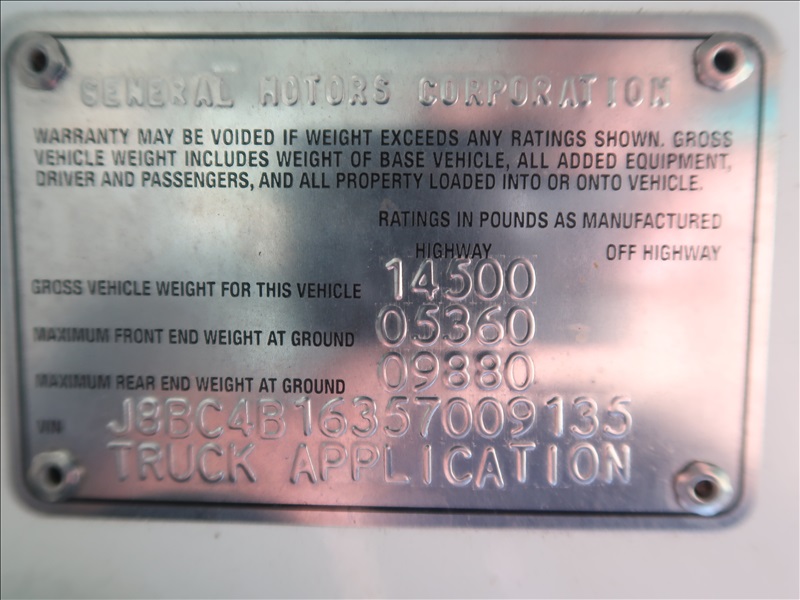 GENERAL MOTORS CORPORATION
WARRANTY MAY BE VOIDED IF WEIGHT EXCEEDS ANY RATINGS SHOWN. GROSS
VEHICLE WEIGHT INCLUDES WEIGHT OF BASE VEHICLE, ALL ADDED EQUIPMENT,
DRIVER AND PASSENGERS, AND ALL PROPERTY LOADED INTO OR ONTO VEHICLE.
RATINGS IN POUNDS AS MANUFACTURED
HIGHWAY OFF HIGHWAY
GROSS VEHICLE WEIGHT FOR THIS VEHICLE 14500
MAXIMUM FRONT END WEIGHT AT GROUND 05360
MAXIMUM REAR END WEIGHT AT GROUND 09880
VIN J8BC4B16357009135
TRUCK APPLICATION